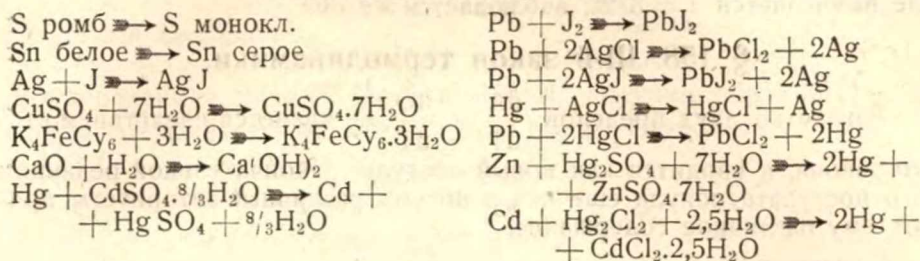 S ромб ➵ S монокл.
Sn белое ➵ Sn серое
Ag + J ➵ Ag J
CuSO₄ + 7H₂O ➵ CuSO₄.7H₂O
K₄FeCy₆ + 3H₂O ➵ K₄FeCy₆.3H₂O
CaO + H₂O ➵ Ca(OH)₂
Hg + CdSO₄.⁸/₃H₂O ➵ Cd +
+ Hg SO₄ + ⁸/₃H₂O
Pb + J₂ ➵ PbJ₂
Pb + 2AgCl ➵ PbCl₂ + 2Ag
Pb + 2AgJ ➵ PbJ₂ + 2Ag
Hg + AgCl ➵ HgCl + Ag
Pb + 2HgCl ➵ PbCl₂ + 2Hg
Zn + Hg₂SO₄ + 7H₂O ➵ 2Hg +
+ ZnSO₄.7H₂O
Cd + Hg₂Cl₂ + 2,5H₂O ➵ 2Hg +
+ CdCl₂.2,5H₂O